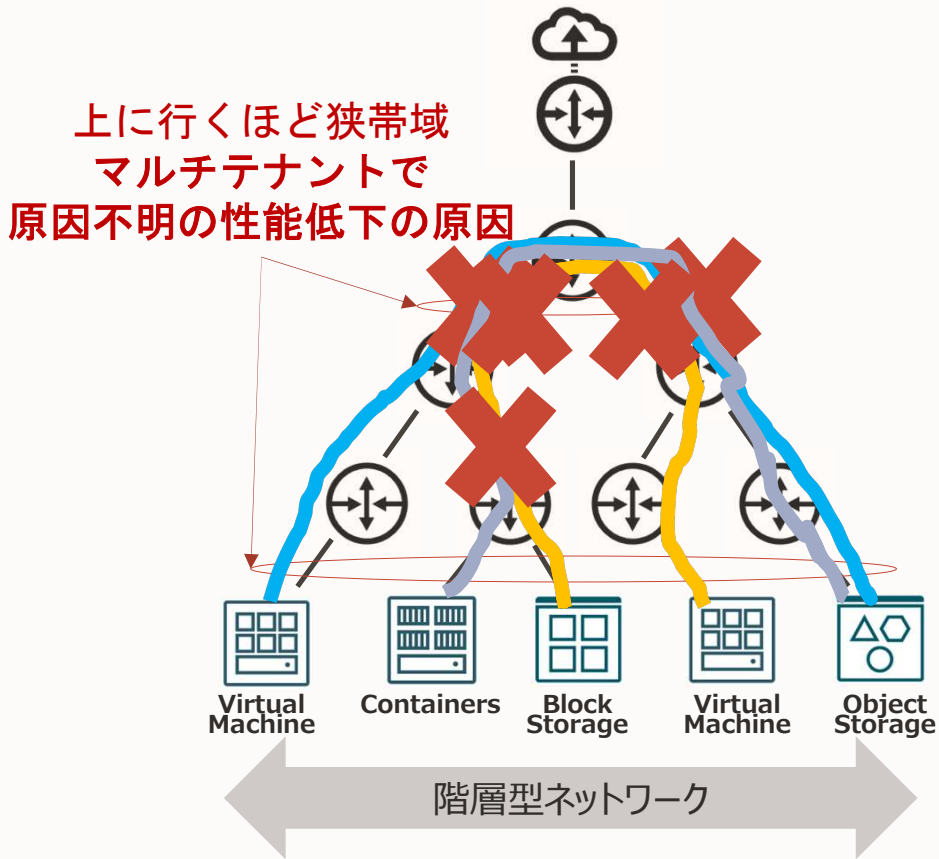 上に行くほど狭帯域
マルチテナントで
原因不明の性能低下の原因
Virtual
Machine
Containers
Block
Storage
Virtual
Machine
Object
Storage
階層型ネットワーク